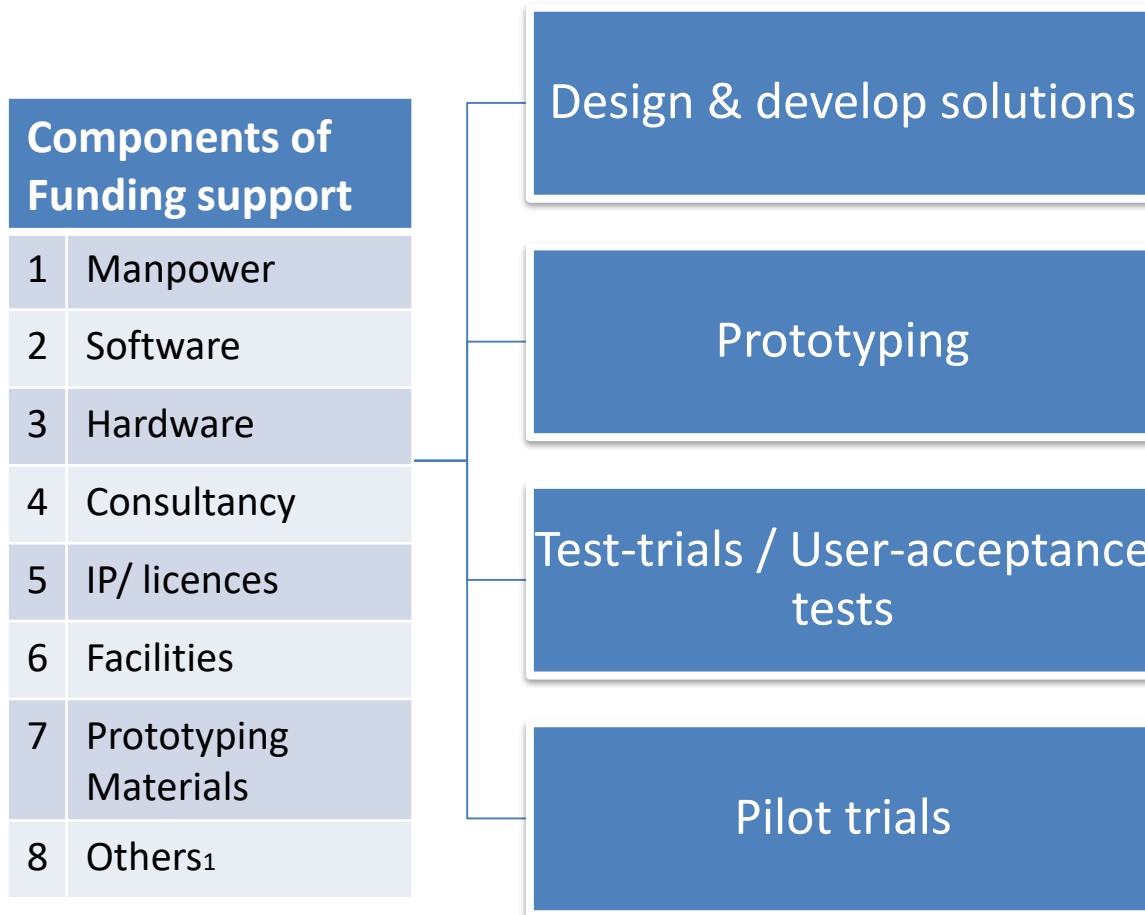 Components of
Funding support
1 Manpower
2 Software
3 Hardware
4 Consultancy
5 IP/ licences
6 Facilities
7 Prototyping
Materials
8 Others1
Design & develop solutions
Prototyping
Test-trials / User-acceptance
tests
Pilot trials